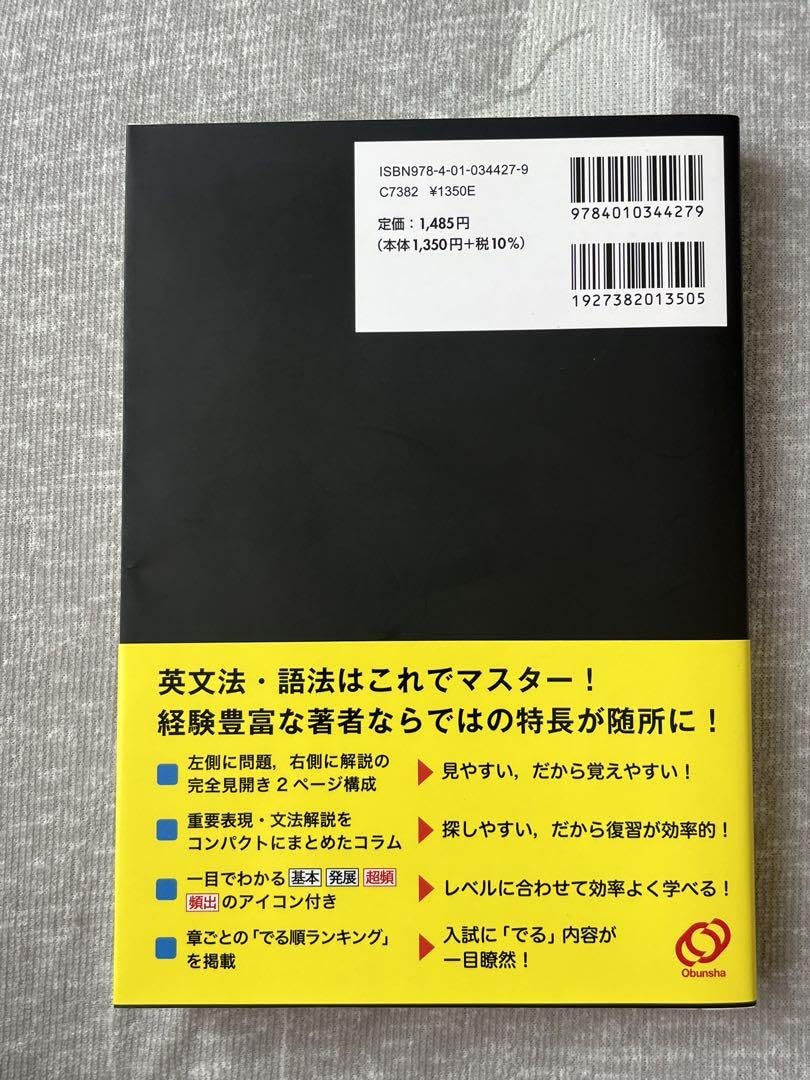 ISBN978-4-01-034427-9
C7382 ¥1350E
定価：1,485円
（本体1,350円＋税10%）
9784010344279
1927382013505
英文法・語法はこれでマスター！
経験豊富な著者ならではの特長が随所に！
左側に問題，右側に解説の
完全見開き2ページ構成
見やすい，だから覚えやすい！
重要表現・文法解説を
コンパクトにまとめたコラム
探しやすい，だから復習が効率的！
一目でわかる 基本 発展 超頻
頻出 のアイコン付き
レベルに合わせて効率よく学べる！
章ごとの「でる順ランキング」
を掲載
入試に「でる」内容が
一目瞭然！
Obunsha